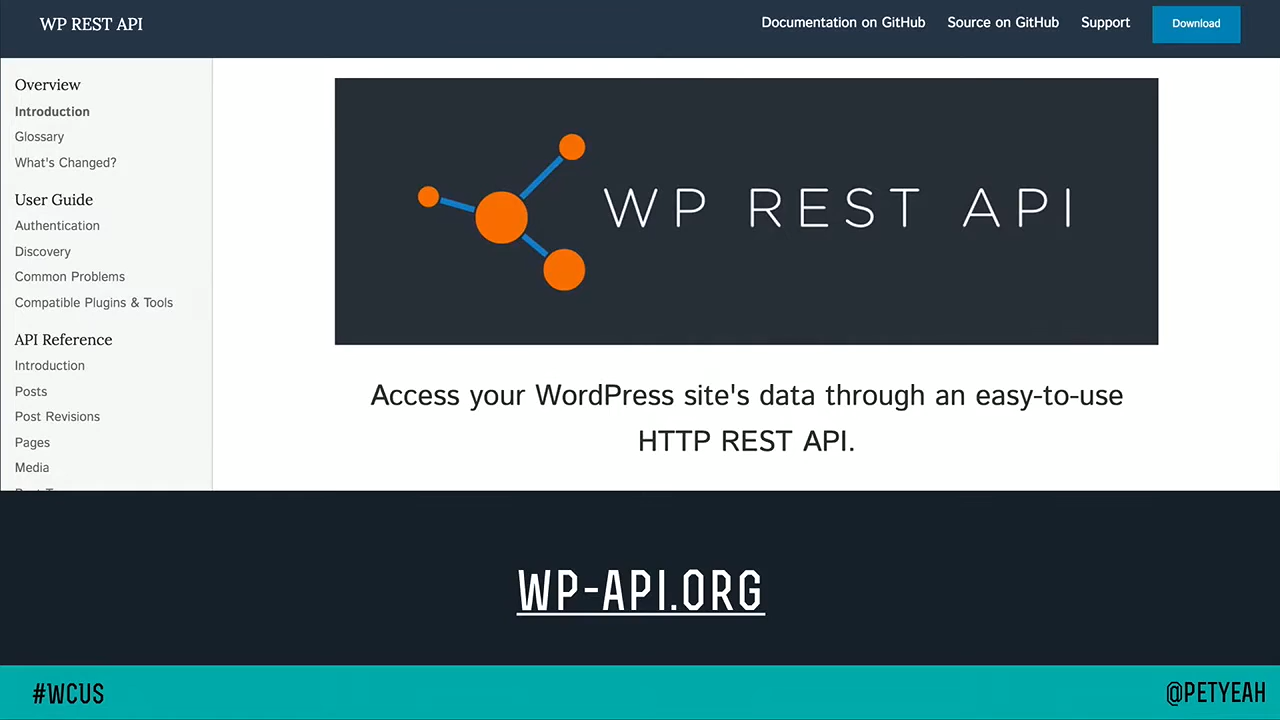 WP REST API
Documentation on GitHub
Source on GitHub
Support
Download
Overview
Introduction
Glossary
What's Changed?
User Guide
Authentication
Discovery
Common Problems
Compatible Plugins & Tools
API Reference
Introduction
Posts
Post Revisions
Pages
Media
WP REST API
Access your WordPress site's data through an easy-to-use
HTTP REST API.
WP-API.ORG
#WCUS
@PETYEAH